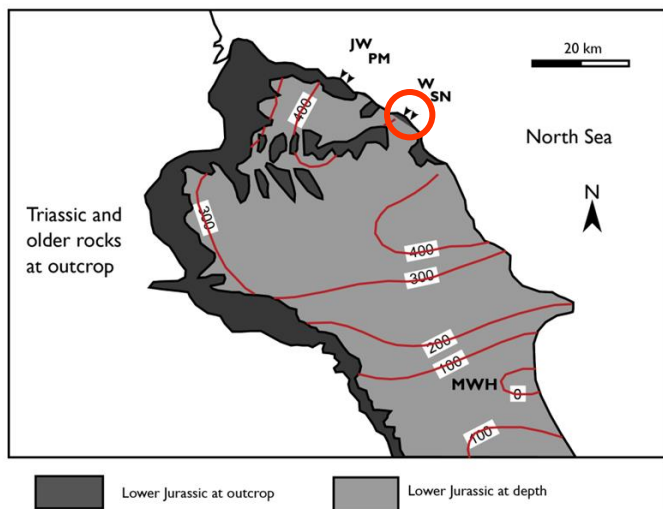 JW
PM
20 km
W
SN
400
North Sea
N
Triassic and
older rocks
at outcrop
300
400
300
200
100
MWH
0
100
Lower Jurassic at outcrop
Lower Jurassic at depth